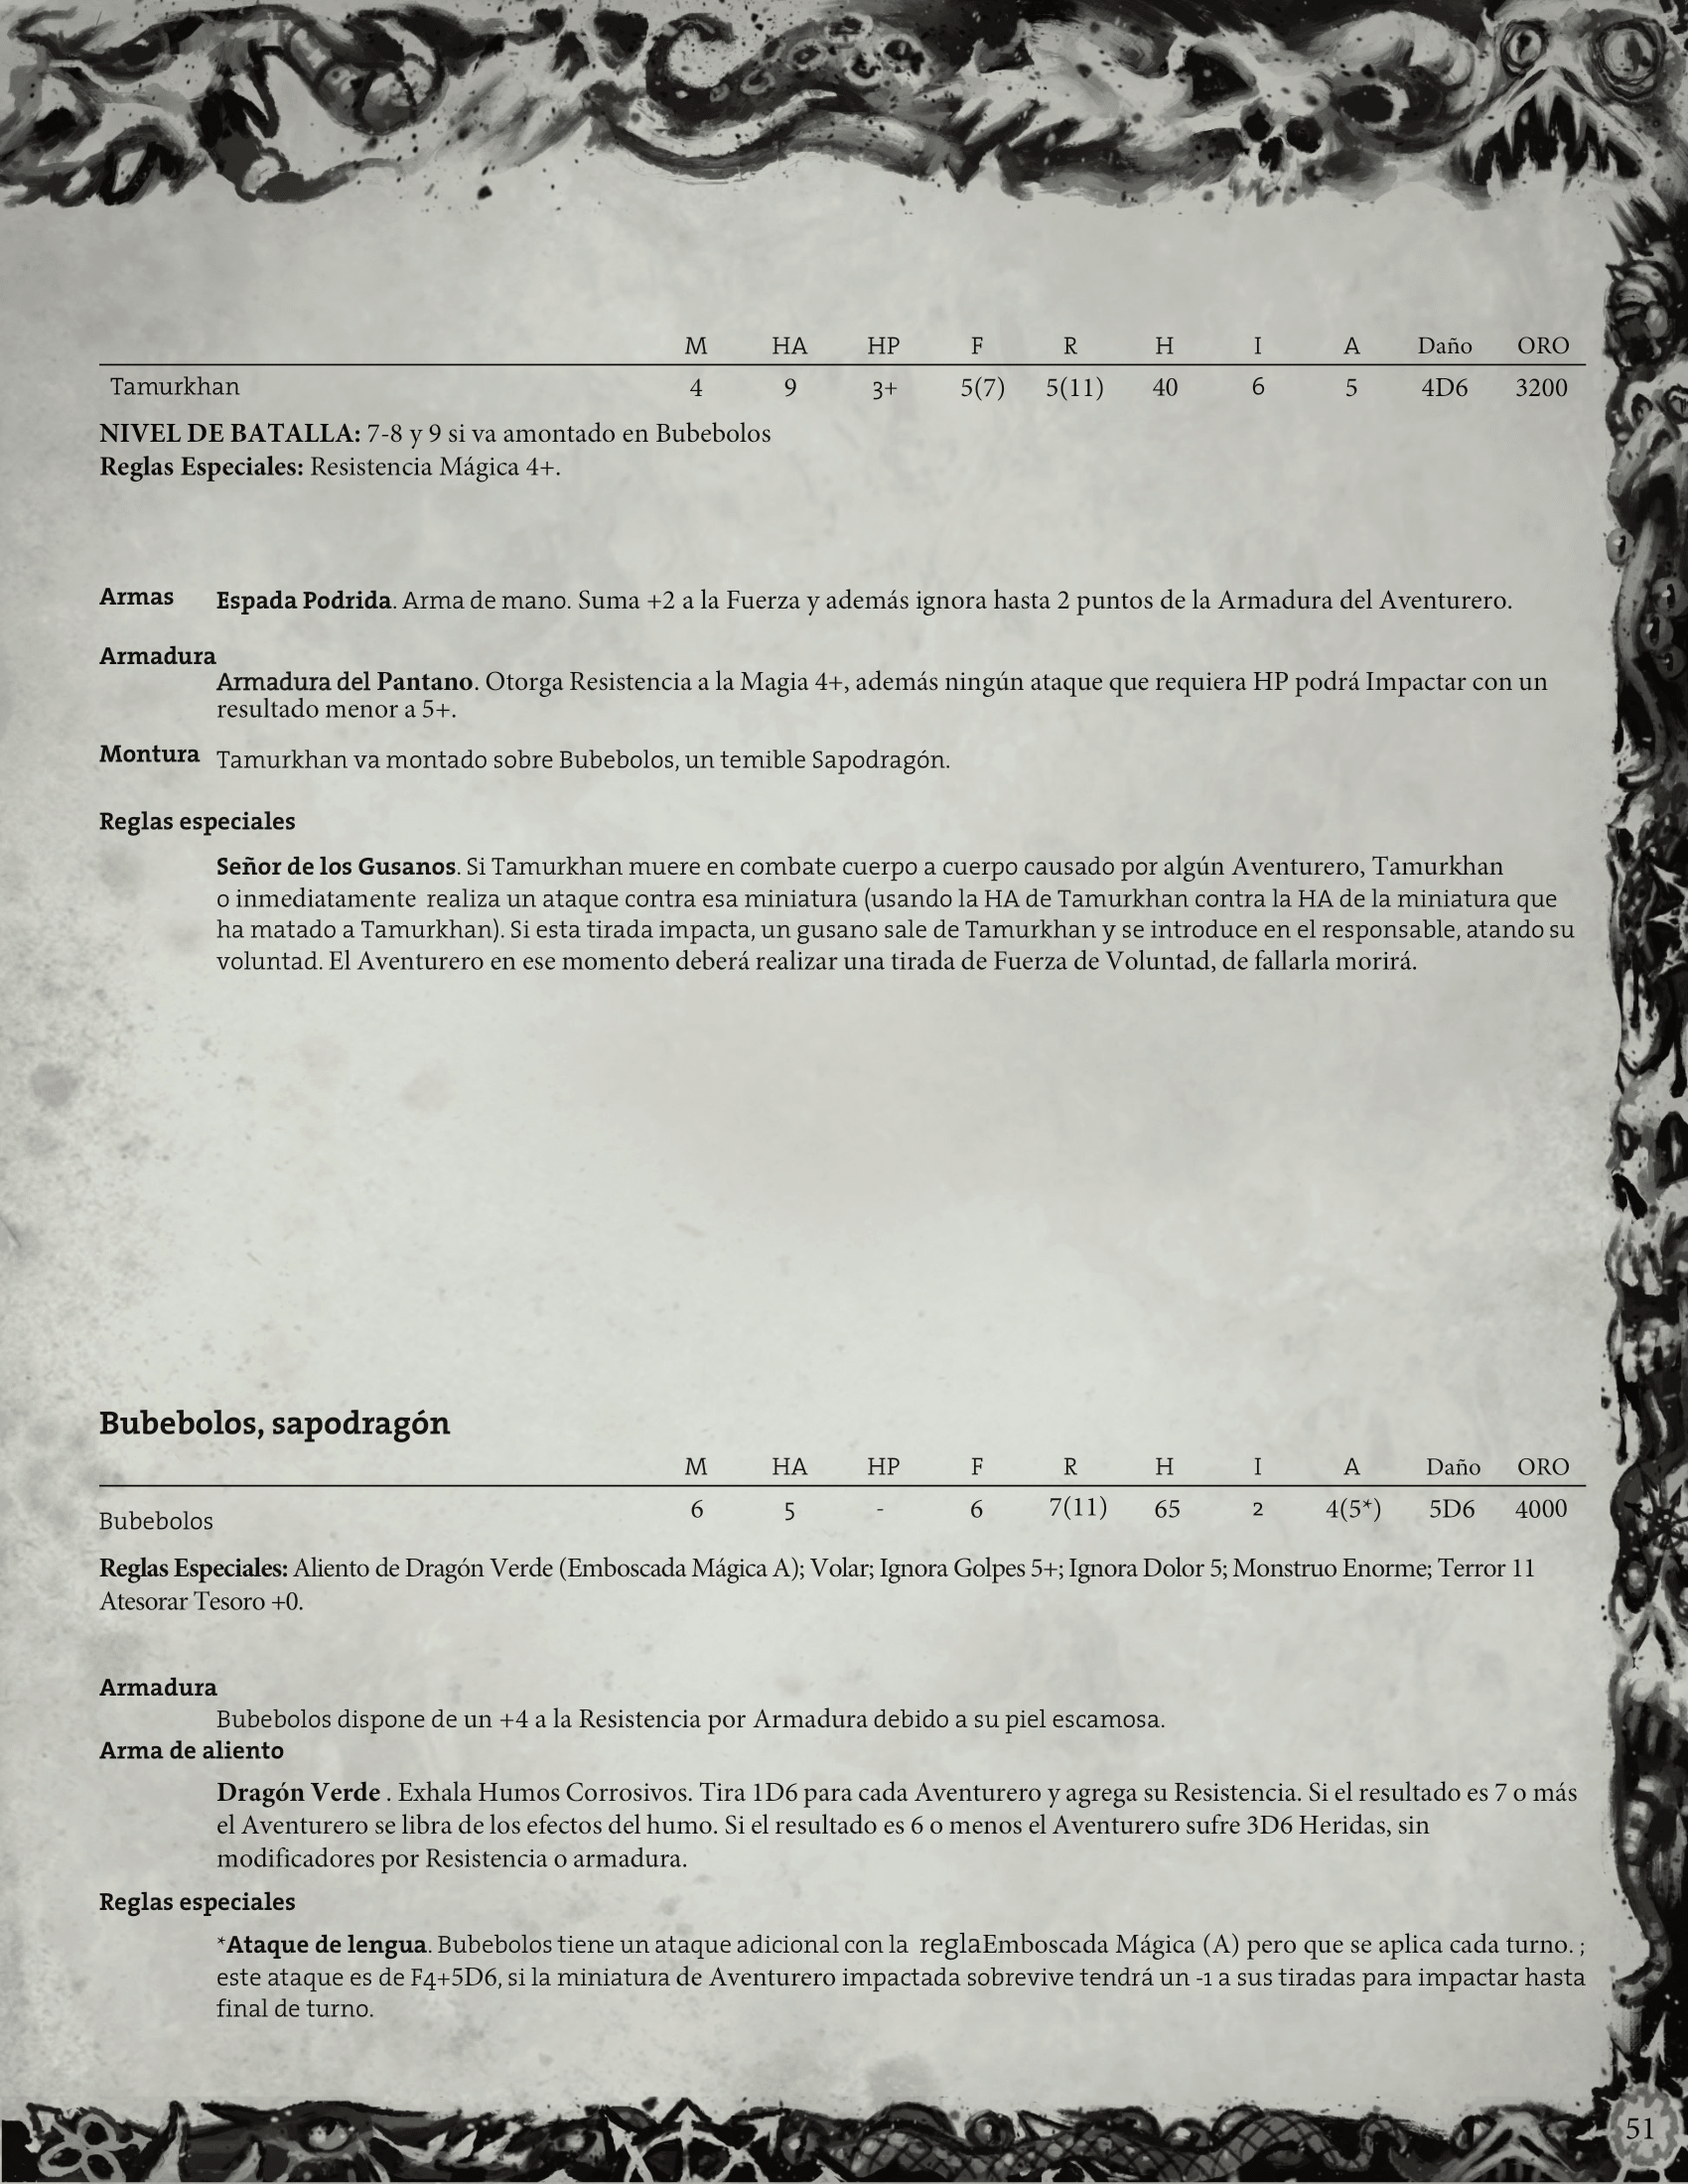 M HA HP F R H I A Daño ORO
Tamurkhan 4 9 3+ 5(7) 5(11) 40 6 5 4D6 3200
NIVEL DE BATALLA: 7-8 y 9 si va amontado en Bubebolos
Reglas Especiales: Resistencia Mágica 4+.
Armas Espada Podrida. Arma de mano. Suma +2 a la Fuerza y además ignora hasta 2 puntos de la Armadura del Aventurero.
Armadura
Armadura del Pantano. Otorga Resistencia a la Magia 4+, además ningún ataque que requiera HP podrá Impactar con un
resultado menor a 5+.
Montura Tamurkhan va montado sobre Bubebolos, un temible Sapodragón.
Reglas especiales
Señor de los Gusanos. Si Tamurkhan muere en combate cuerpo a cuerpo causado por algún Aventurero, Tamurkhan
o inmediatamente realiza un ataque contra esa miniatura (usando la HA de Tamurkhan contra la HA de la miniatura que
ha matado a Tamurkhan). Si esta tirada impacta, un gusano sale de Tamurkhan y se introduce en el responsable, atando su
voluntad. El Aventurero en ese momento deberá realizar una tirada de Fuerza de Voluntad, de fallarla morirá.
Bubebolos, sapodragón
M HA HP F R H I A Daño ORO
Bubebolos 6 5 - 6 7(11) 65 2 4(5*) 5D6 4000
Reglas Especiales: Aliento de Dragón Verde (Emboscada Mágica A); Volar; Ignora Golpes 5+; Ignora Dolor 5; Monstruo Enorme; Terror 11
Atesorar Tesoro +0.
Armadura
Bubebolos dispone de un +4 a la Resistencia por Armadura debido a su piel escamosa.
Arma de aliento
Dragón Verde . Exhala Humos Corrosivos. Tira 1D6 para cada Aventurero y agrega su Resistencia. Si el resultado es 7 o más
el Aventurero se libra de los efectos del humo. Si el resultado es 6 o menos el Aventurero sufre 3D6 Heridas, sin
modificadores por Resistencia o armadura.
Reglas especiales
*Ataque de lengua. Bubebolos tiene un ataque adicional con la reglaEmboscada Mágica (A) pero que se aplica cada turno. ;
este ataque es de F4+5D6, si la miniatura de Aventurero impactada sobrevive tendrá un -1 a sus tiradas para impactar hasta
final de turno.
51